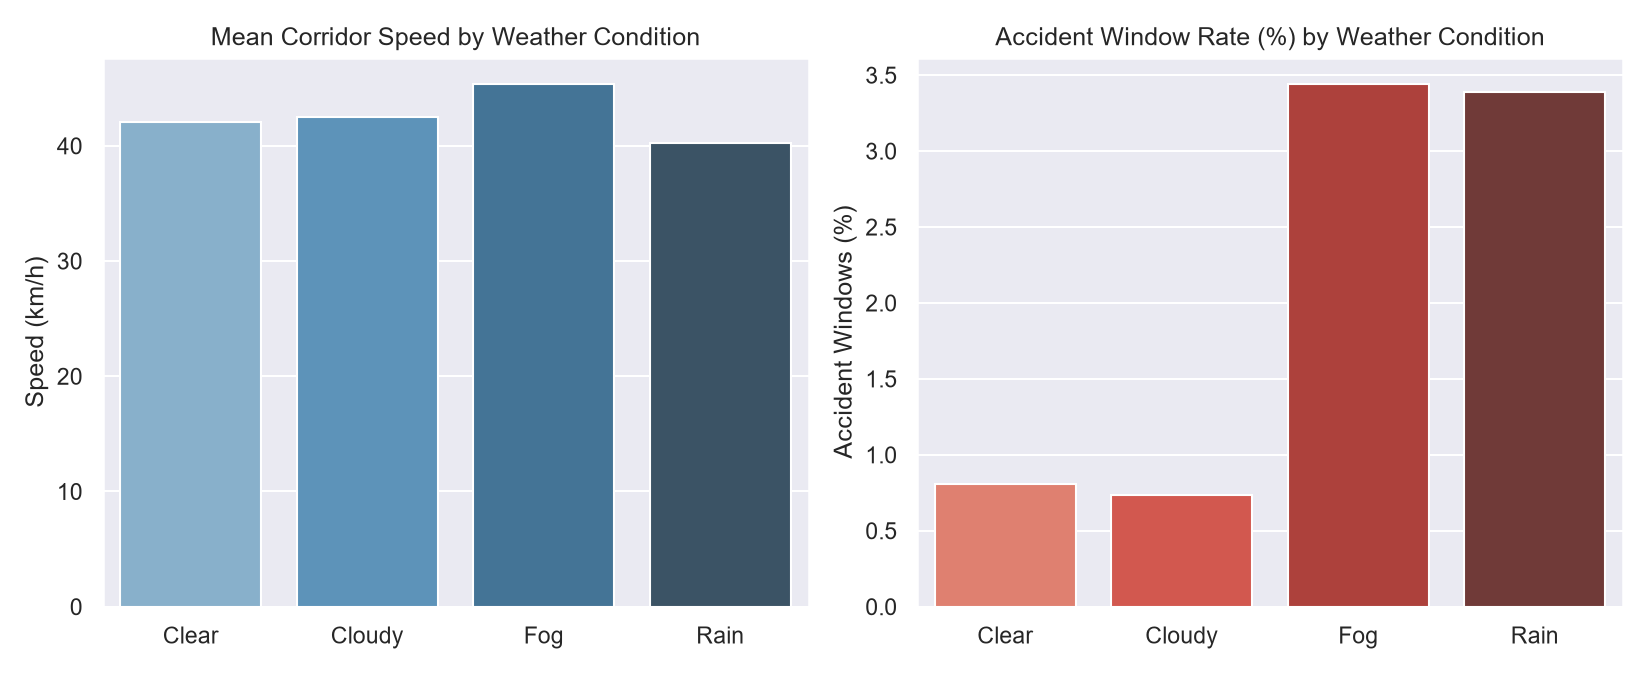 Mean Corridor Speed by Weather Condition
Speed (km/h)
40
30
20
10
0
Clear Cloudy Fog Rain
Accident Window Rate (%) by Weather Condition
Accident Windows (%)
3.5
3.0
2.5
2.0
1.5
1.0
0.5
0.0
Clear Cloudy Fog Rain